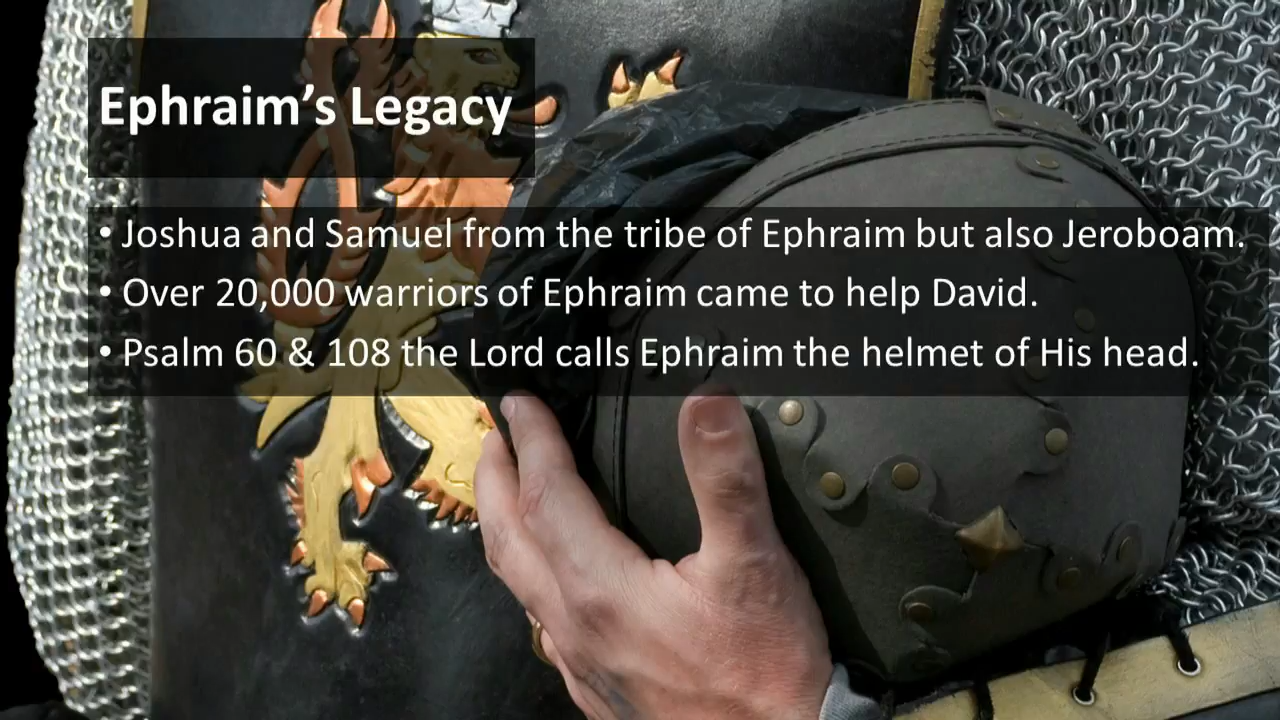 Ephraim’s Legacy
• Joshua and Samuel from the tribe of Ephraim but also Jeroboam.
• Over 20,000 warriors of Ephraim came to help David.
• Psalm 60 & 108 the Lord calls Ephraim the helmet of His head.